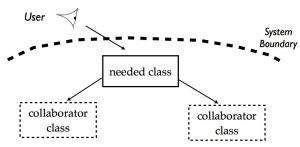 User
System
Boundary
needed class
collaborator
class
collaborator
class